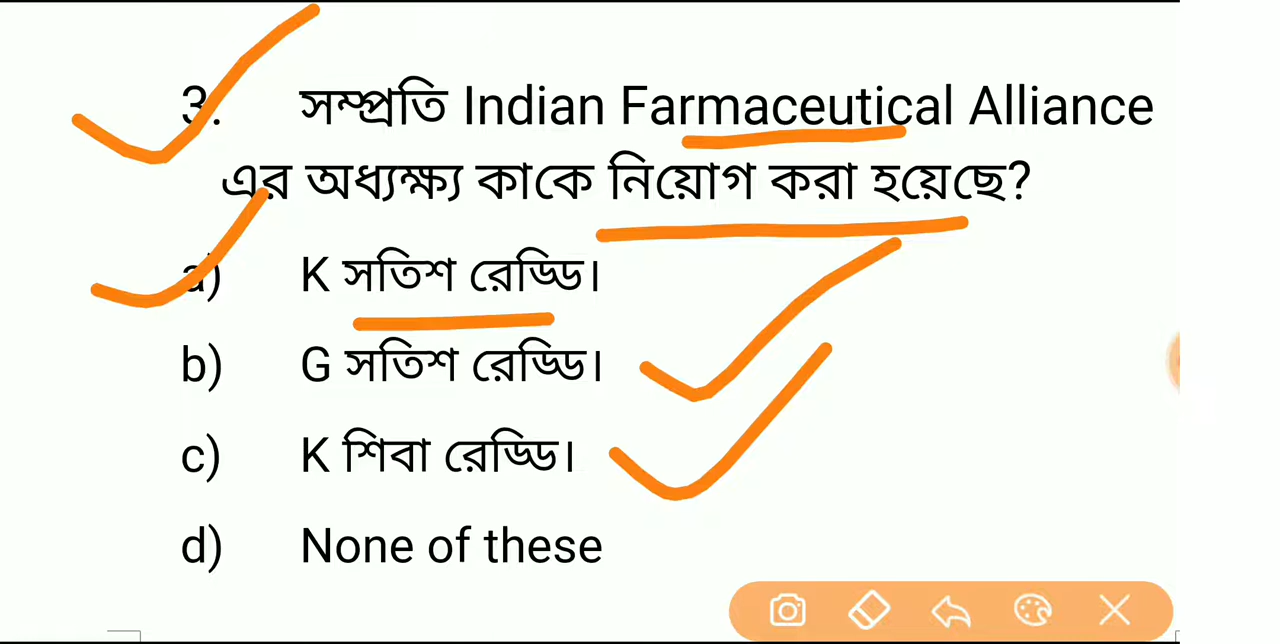 3. সম্প্রতি Indian Farmaceutical Alliance
এর অধ্যক্ষ্য কাকে নিয়োগ করা হয়েছে?
a) K সতিশ রেড্ডি।
b) G সতিশ রেড্ডি।
c) K শিবা রেড্ডি।
d) None of these